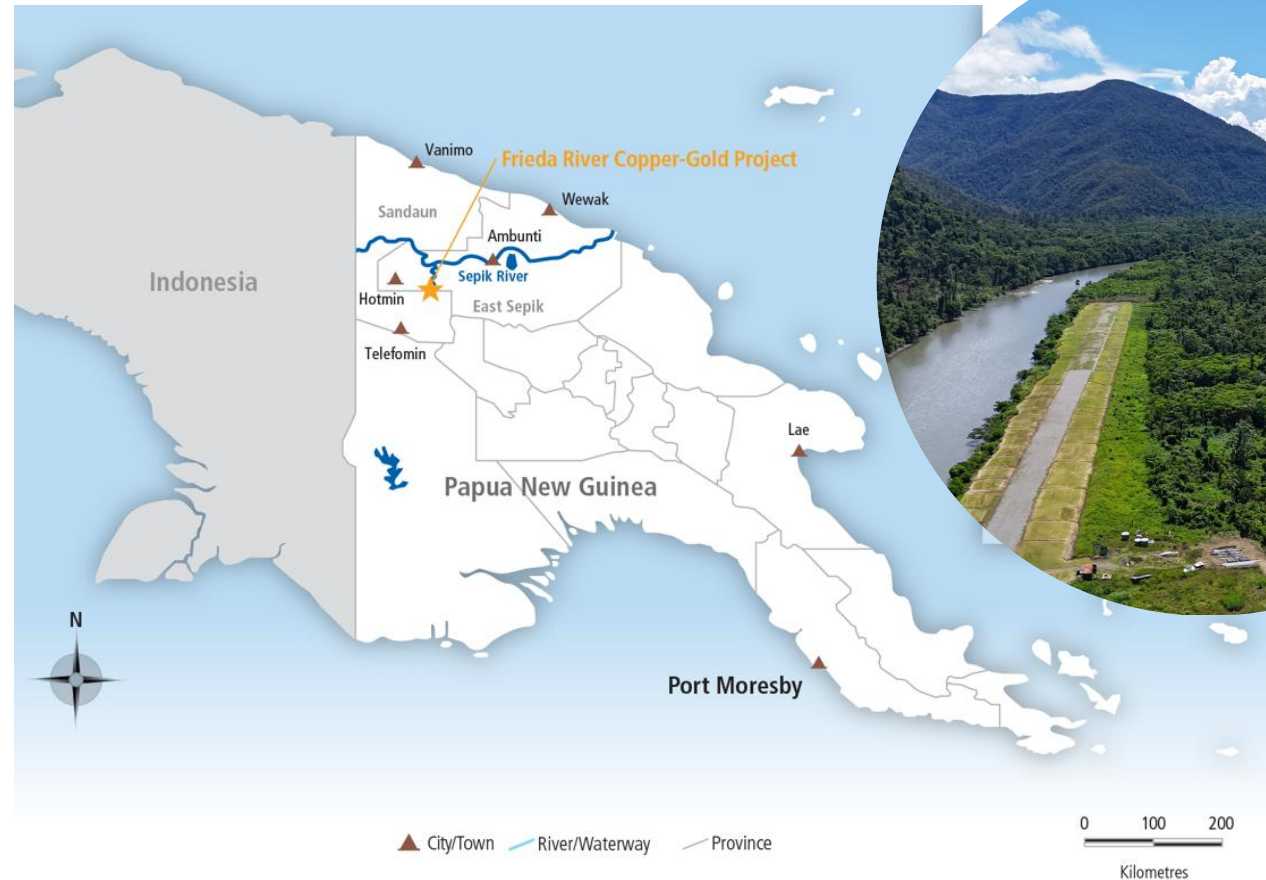 Vanimo
Frieda River Copper-Gold Project
Wewak
Sandaun
Ambunti
Indonesia
Sepik River
Hotmin
East Sepik
Telefomin
Lae
Papua New Guinea
N
Port Moresby
City/Town River/Waterway Province
0 100 200
Kilometres